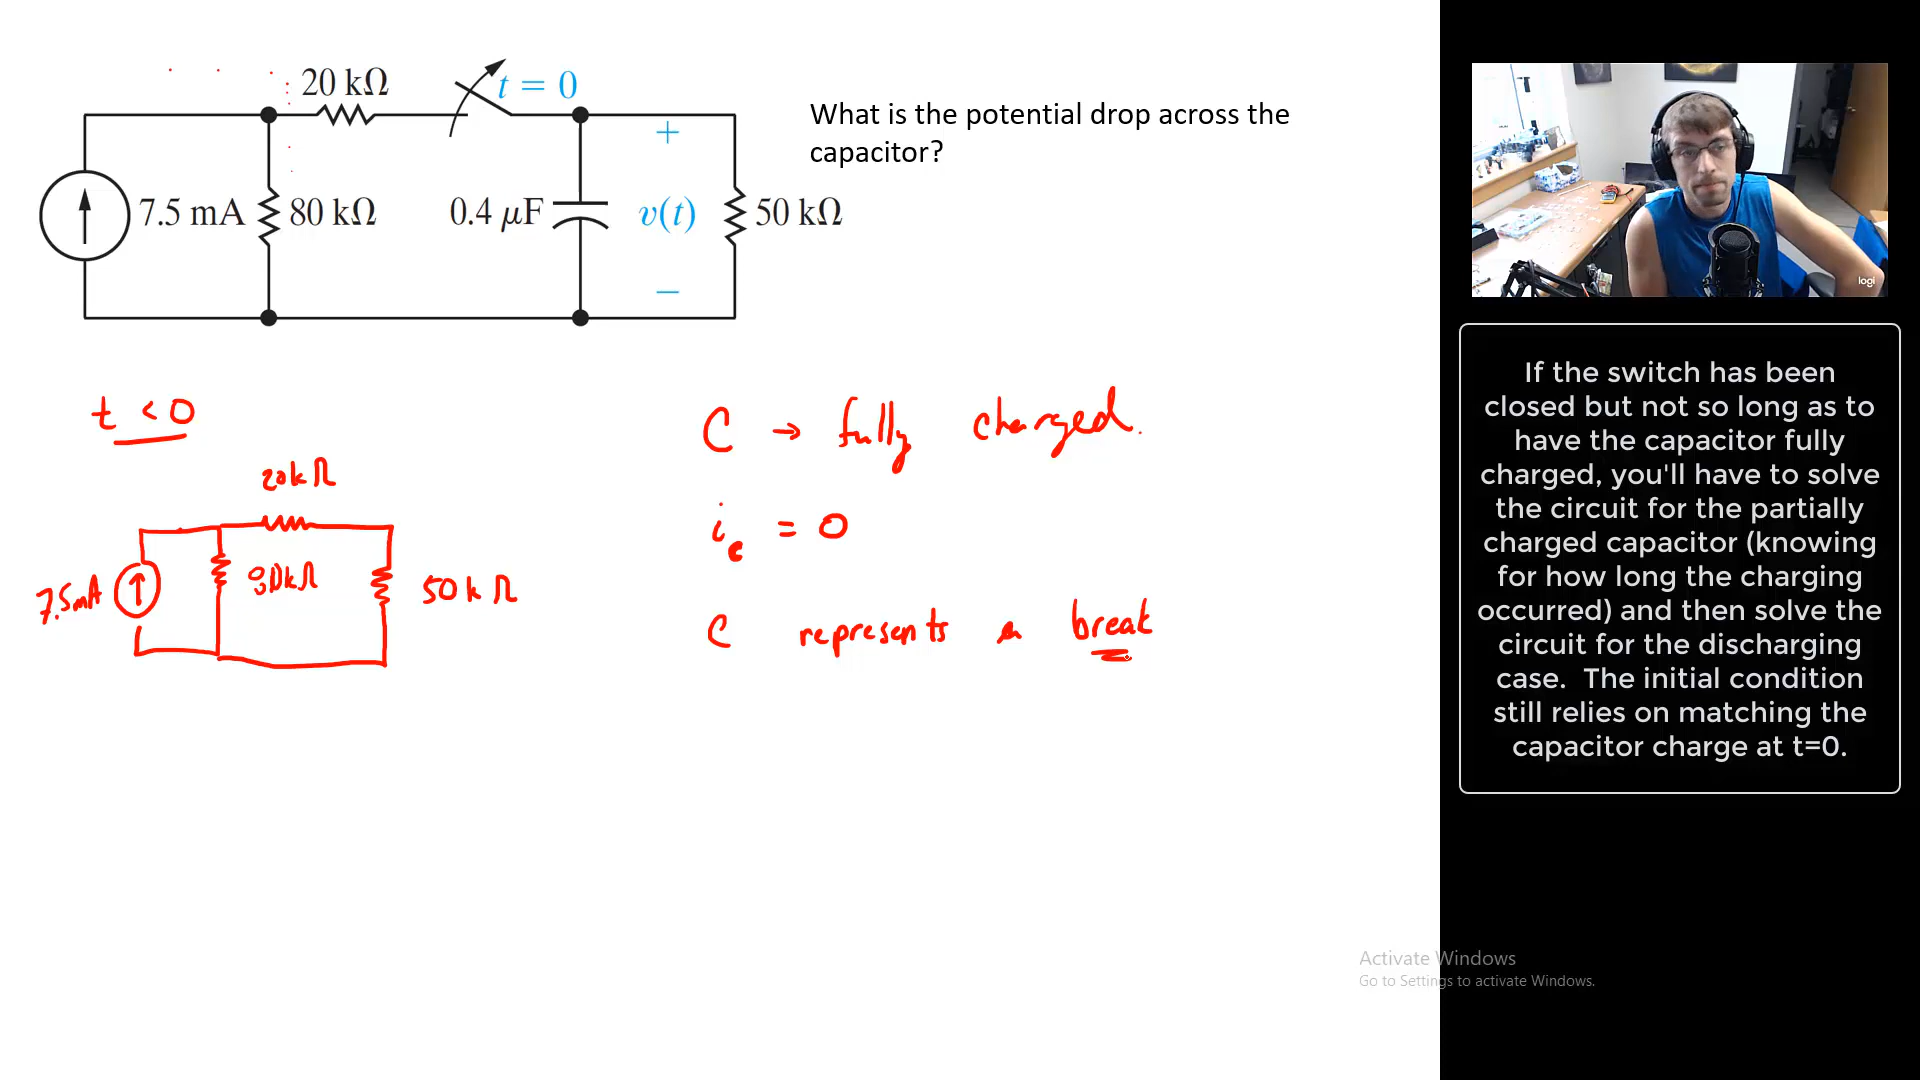 20 kΩ
t = 0
7.5 mA
80 kΩ
0.4 μF
+
v(t)
−
50 kΩ
What is the potential drop across the
capacitor?
t < 0
20kΩ
7.5mA
80kΩ
50kΩ
C → fully charged.
i_c = 0
C represents a break
logi
If the switch has been
closed but not so long as to
have the capacitor fully
charged, you'll have to solve
the circuit for the partially
charged capacitor (knowing
for how long the charging
occurred) and then solve the
circuit for the discharging
case. The initial condition
still relies on matching the
capacitor charge at t=0.
Activate Windows
Go to Settings to activate Windows.